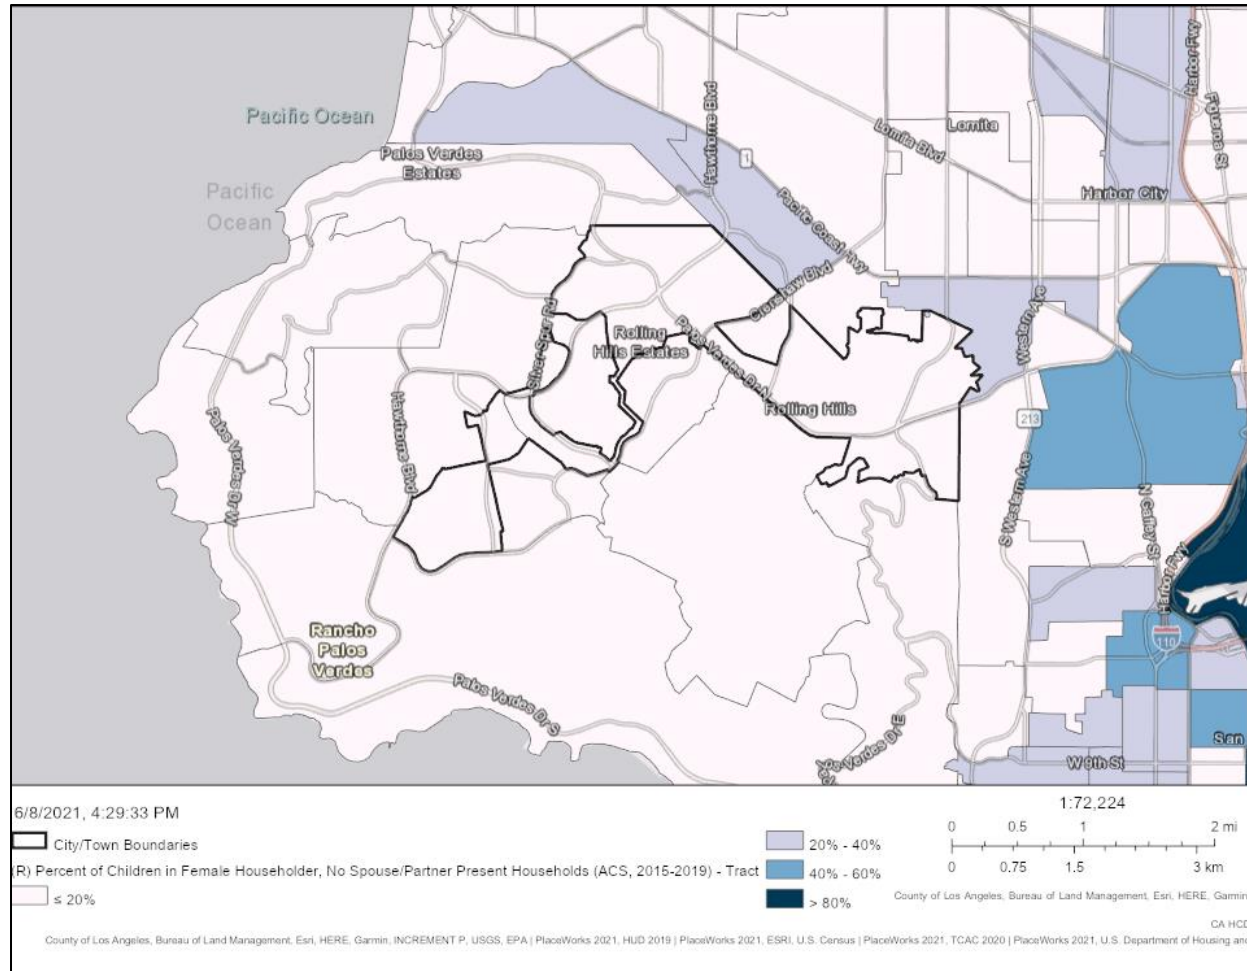 Harbor Fwy
Figueroa St
Pacific Ocean
Hawthorne Blvd
Lomita Blvd
Lomita
Palos Verdes
Estates
1
Pacific
Ocean
Harbor City
Pacific Coast Hwy
Crenshaw Blvd
Silver Spur Rd
Rolling
Hills Estates
Palos Verdes Dr N
Western Ave
Rolling Hills
213
Hawthorne Blvd
Palos Verdes Dr W
S Western Ave
N Gaffey St
Harbor Fwy
Rancho
Palos
Verdes
110
Palos Verdes Dr S
Verdes Dr E
San
W 9th St
6/8/2021, 4:29:33 PM
1:72,224
City/Town Boundaries
(R) Percent of Children in Female Householder, No Spouse/Partner Present Households (ACS, 2015-2019) - Tract
≤ 20%
20% - 40%
40% - 60%
> 80%
0 0.5 1 2 mi
0 0.75 1.5 3 km
County of Los Angeles, Bureau of Land Management, Esri, HERE, Garmin
CA HCD
County of Los Angeles, Bureau of Land Management, Esri, HERE, Garmin, INCREMENT P, USGS, EPA | PlaceWorks 2021, HUD 2019 | PlaceWorks 2021, ESRI, U.S. Census | PlaceWorks 2021, TCAC 2020 | PlaceWorks 2021, U.S. Department of Housing and